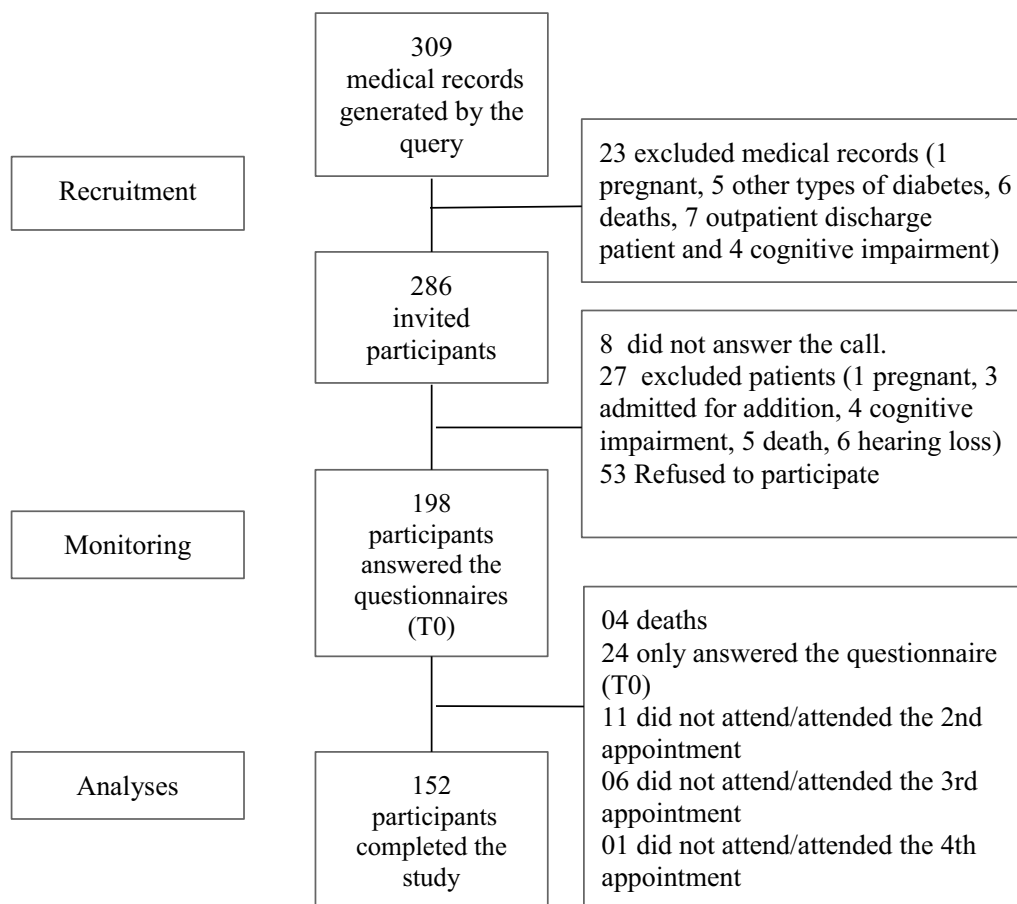 309
medical records
generated by the
query
Recruitment
23 excluded medical records (1
pregnant, 5 other types of diabetes, 6
deaths, 7 outpatient discharge
patient and 4 cognitive impairment)
286
invited
participants
8 did not answer the call.
27 excluded patients (1 pregnant, 3
admitted for addition, 4 cognitive
impairment, 5 death, 6 hearing loss)
53 Refused to participate
Monitoring
198
participants
answered the
questionnaires
(T0)
04 deaths
24 only answered the questionnaire
(T0)
11 did not attend/attended the 2nd
appointment
06 did not attend/attended the 3rd
appointment
01 did not attend/attended the 4th
appointment
Analyses
152
participants
completed the
study